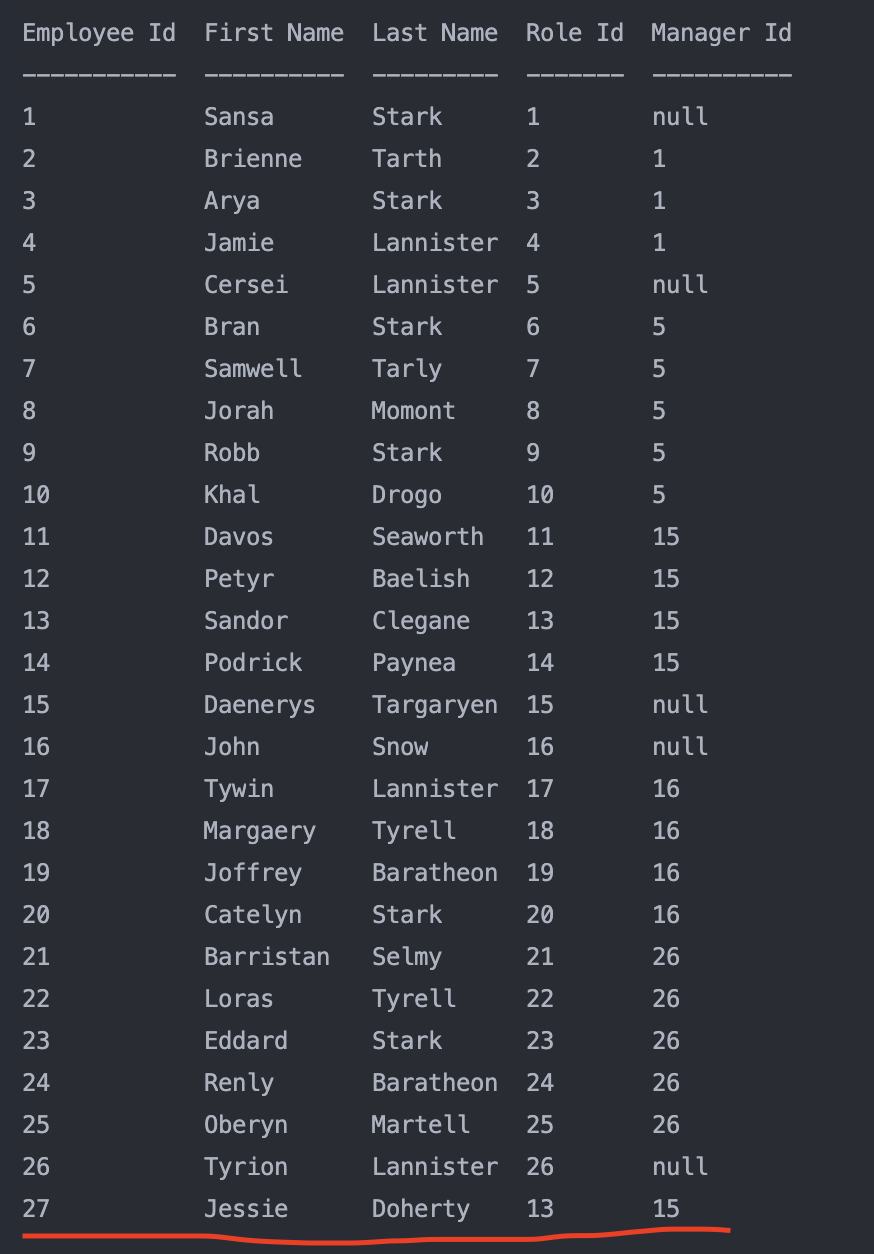 Employee Id  First Name  Last Name  Role Id  Manager Id
-----------  ----------  ---------  -------  ----------
1            Sansa       Stark      1        null
2            Brienne     Tarth      2        1
3            Arya        Stark      3        1
4            Jamie       Lannister  4        1
5            Cersei      Lannister  5        null
6            Bran        Stark      6        5
7            Samwell     Tarly      7        5
8            Jorah       Momont     8        5
9            Robb        Stark      9        5
10           Khal        Drogo      10       5
11           Davos       Seaworth   11       15
12           Petyr       Baelish    12       15
13           Sandor      Clegane    13       15
14           Podrick     Paynea     14       15
15           Daenerys    Targaryen  15       null
16           John        Snow       16       null
17           Tywin       Lannister  17       16
18           Margaery    Tyrell     18       16
19           Joffrey     Baratheon  19       16
20           Catelyn     Stark      20       16
21           Barristan   Selmy      21       26
22           Loras       Tyrell     22       26
23           Eddard      Stark      23       26
24           Renly       Baratheon  24       26
25           Oberyn      Martell    25       26
26           Tyrion      Lannister  26       null
27           Jessie      Doherty    13       15